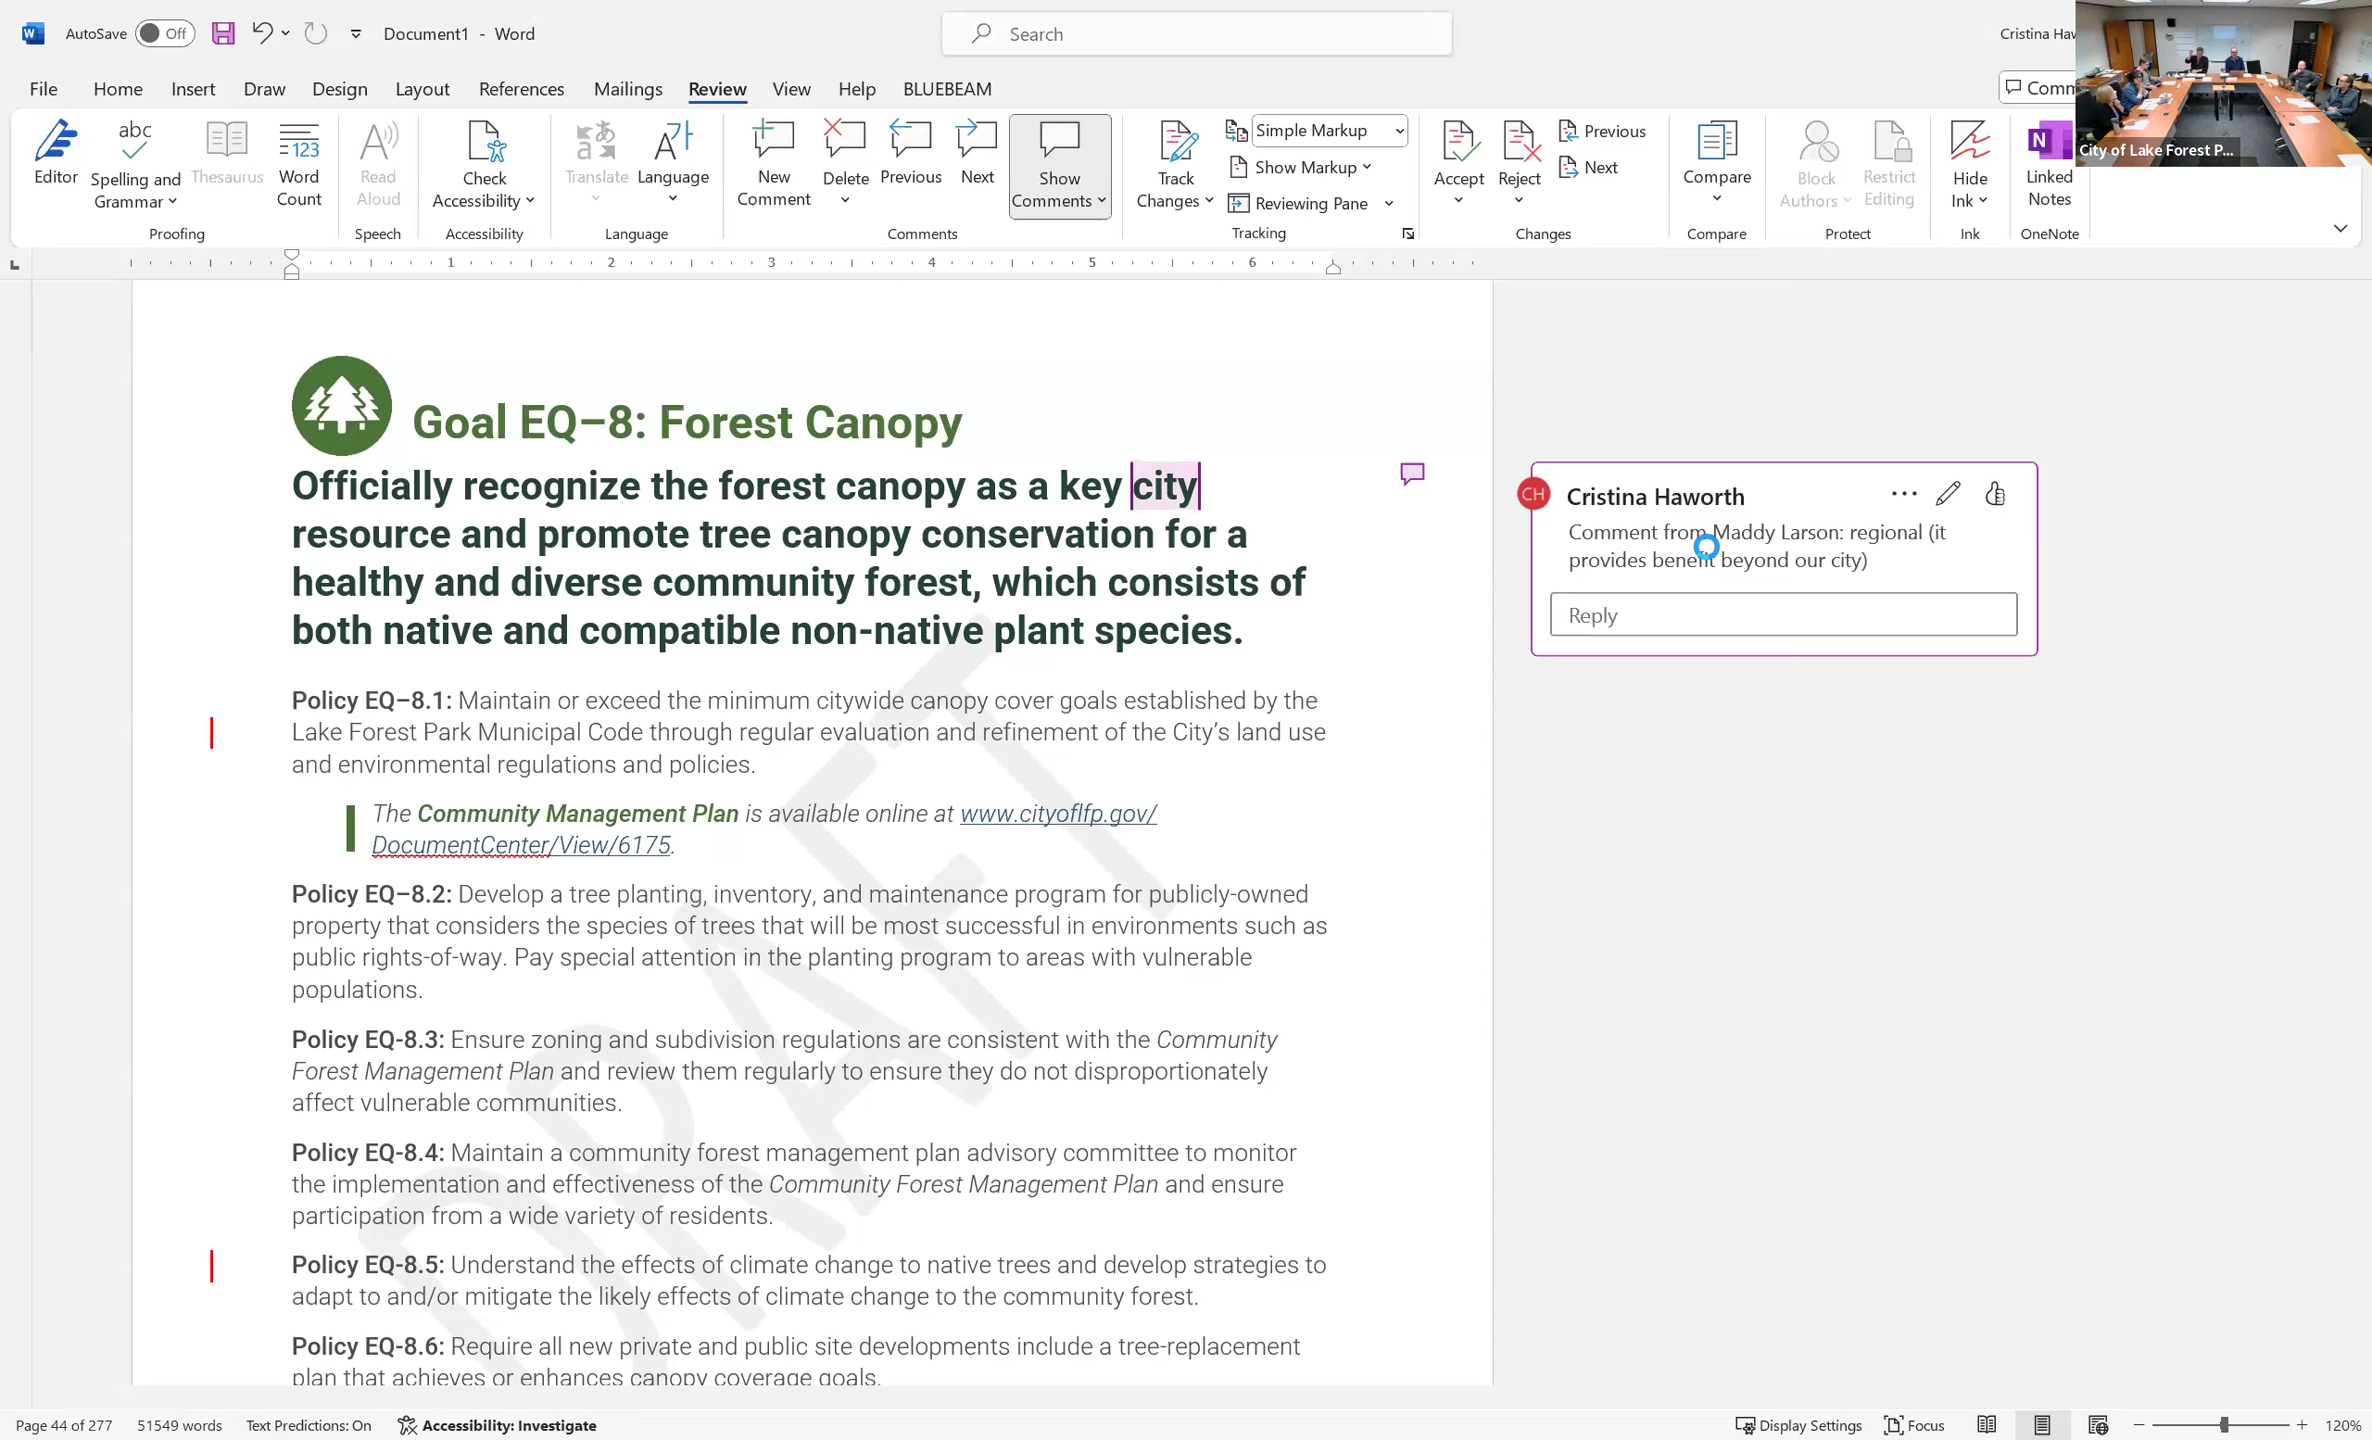 AutoSave Off Document1 - Word Search Cristina Haw
File Home Insert Draw Design Layout References Mailings Review View Help BLUEBEAM Comm
City of Lake Forest P...
Editor
abc
Spelling and
Grammar
Thesaurus
123
Word
Count
Proofing
Read
Aloud
Speech
Check
Accessibility
Accessibility
Translate
Language
Language
New
Comment
Delete
Previous
Next
Show
Comments
Comments
Track
Changes
Simple Markup
Show Markup
Reviewing Pane
Tracking
Accept
Reject
Previous
Next
Changes
Compare
Compare
Block
Authors
Restrict
Editing
Protect
Hide
Ink
Ink
N
Linked
Notes
OneNote
1 2 3 4 5 6
Goal EQ–8: Forest Canopy
Officially recognize the forest canopy as a key city
resource and promote tree canopy conservation for a
healthy and diverse community forest, which consists of
both native and compatible non-native plant species.
Policy EQ–8.1: Maintain or exceed the minimum citywide canopy cover goals established by the
Lake Forest Park Municipal Code through regular evaluation and refinement of the City’s land use
and environmental regulations and policies.
The Community Management Plan is available online at www.cityoflfp.gov/
DocumentCenter/View/6175.
Policy EQ–8.2: Develop a tree planting, inventory, and maintenance program for publicly-owned
property that considers the species of trees that will be most successful in environments such as
public rights-of-way. Pay special attention in the planting program to areas with vulnerable
populations.
Policy EQ-8.3: Ensure zoning and subdivision regulations are consistent with the Community
Forest Management Plan and review them regularly to ensure they do not disproportionately
affect vulnerable communities.
Policy EQ-8.4: Maintain a community forest management plan advisory committee to monitor
the implementation and effectiveness of the Community Forest Management Plan and ensure
participation from a wide variety of residents.
Policy EQ-8.5: Understand the effects of climate change to native trees and develop strategies to
adapt to and/or mitigate the likely effects of climate change to the community forest.
Policy EQ-8.6: Require all new private and public site developments include a tree-replacement
plan that achieves or enhances canopy coverage goals.
DRAFT
CH Cristina Haworth
Comment from Maddy Larson: regional (it
provides benefit beyond our city)
Reply
Page 44 of 277 51549 words Text Predictions: On Accessibility: Investigate Display Settings Focus 120%